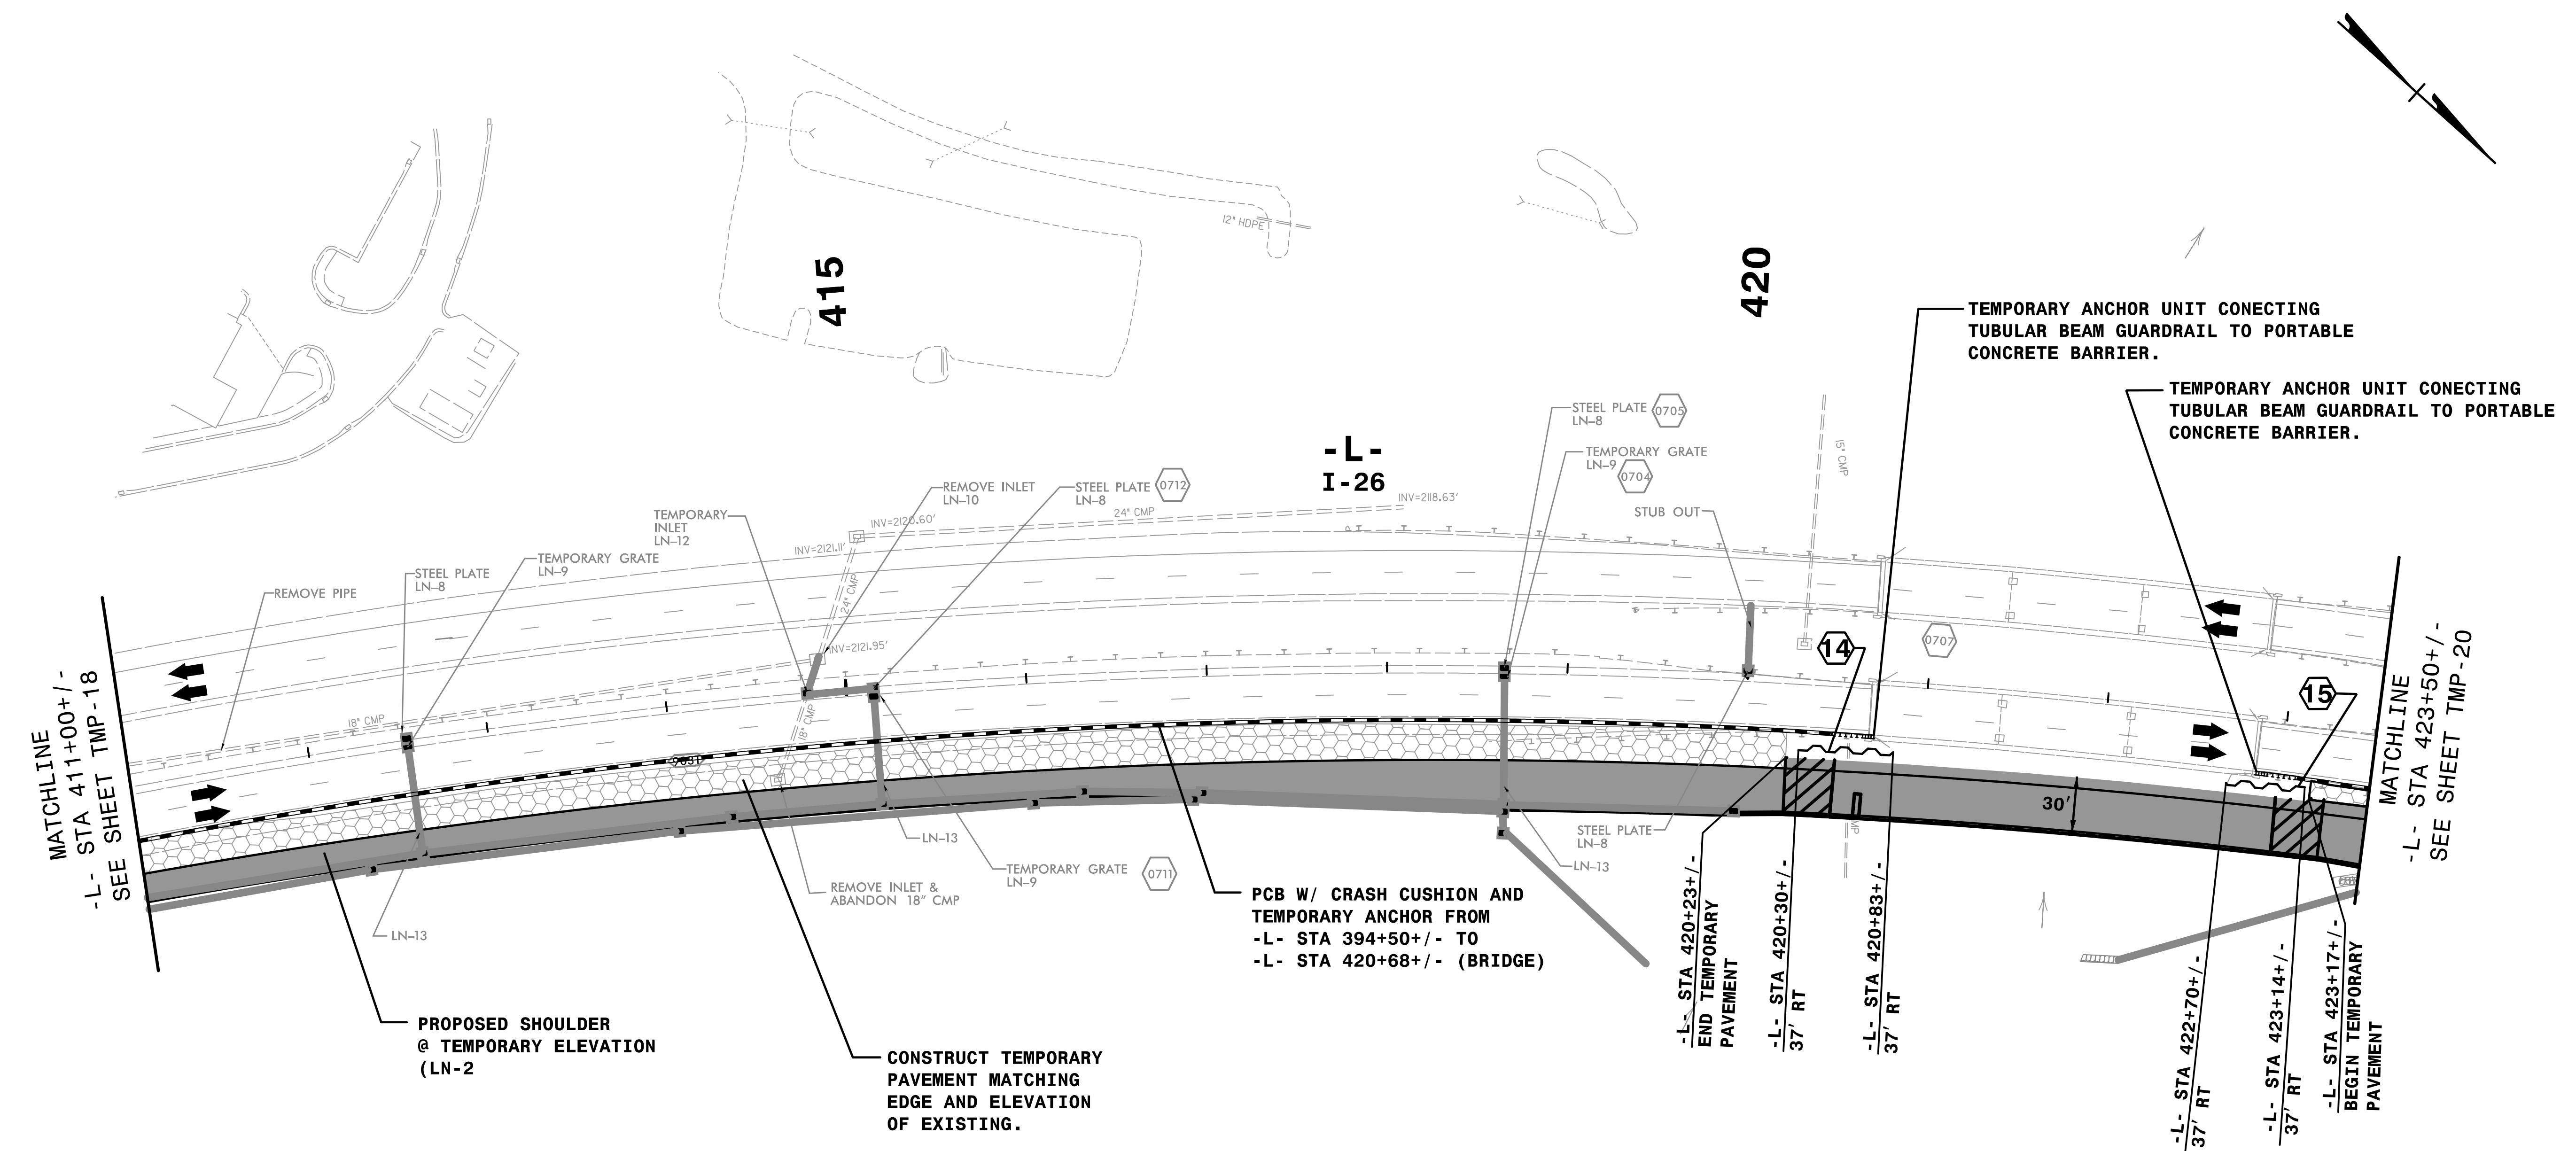 415
420
12" HDPE
TEMPORARY ANCHOR UNIT CONECTING
TUBULAR BEAM GUARDRAIL TO PORTABLE
CONCRETE BARRIER.
TEMPORARY ANCHOR UNIT CONECTING
TUBULAR BEAM GUARDRAIL TO PORTABLE
CONCRETE BARRIER.
-L-
I-26
STEEL PLATE
LN-8
0705
TEMPORARY GRATE
LN-9
0704
STUB OUT
15" CMP
REMOVE INLET
LN-10
STEEL PLATE
LN-8
0712
INV=2118.63'
24" CMP
INV=2120.60'
INV=2121.11'
24" CMP
INV=2121.95'
TEMPORARY
INLET
LN-12
TEMPORARY GRATE
LN-9
STEEL PLATE
LN-8
REMOVE PIPE
18" CMP
18" CMP
14
0707
15
MATCHLINE
-L- STA 411+00+/-
SEE SHEET TMP-18
MATCHLINE
-L- STA 423+50+/-
SEE SHEET TMP-20
30'
LN-13
LN-13
LN-13
STEEL PLATE
LN-8
TEMPORARY GRATE
LN-9
0711
REMOVE INLET &
ABANDON 18" CMP
PCB W/ CRASH CUSHION AND
TEMPORARY ANCHOR FROM
-L- STA 394+50+/- TO
-L- STA 420+68+/- (BRIDGE)
PROPOSED SHOULDER
@ TEMPORARY ELEVATION
(LN-2
CONSTRUCT TEMPORARY
PAVEMENT MATCHING
EDGE AND ELEVATION
OF EXISTING.
-L- STA 420+23+/-
END TEMPORARY
PAVEMENT
-L- STA 420+30+/-
37' RT
-L- STA 420+83+/-
37' RT
-L- STA 422+70+/-
37' RT
-L- STA 423+14+/-
37' RT
-L- STA 423+17+/-
BEGIN TEMPORARY
PAVEMENT